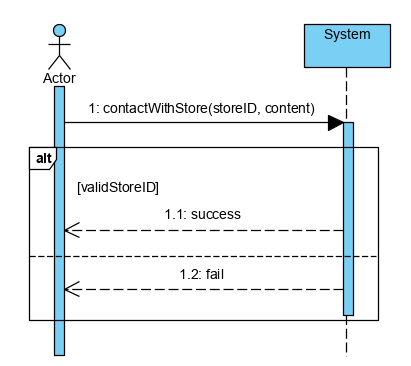 System
Actor
1: contactWithStore(storeID, content)
alt
[validStoreID]
1.1: success
1.2: fail